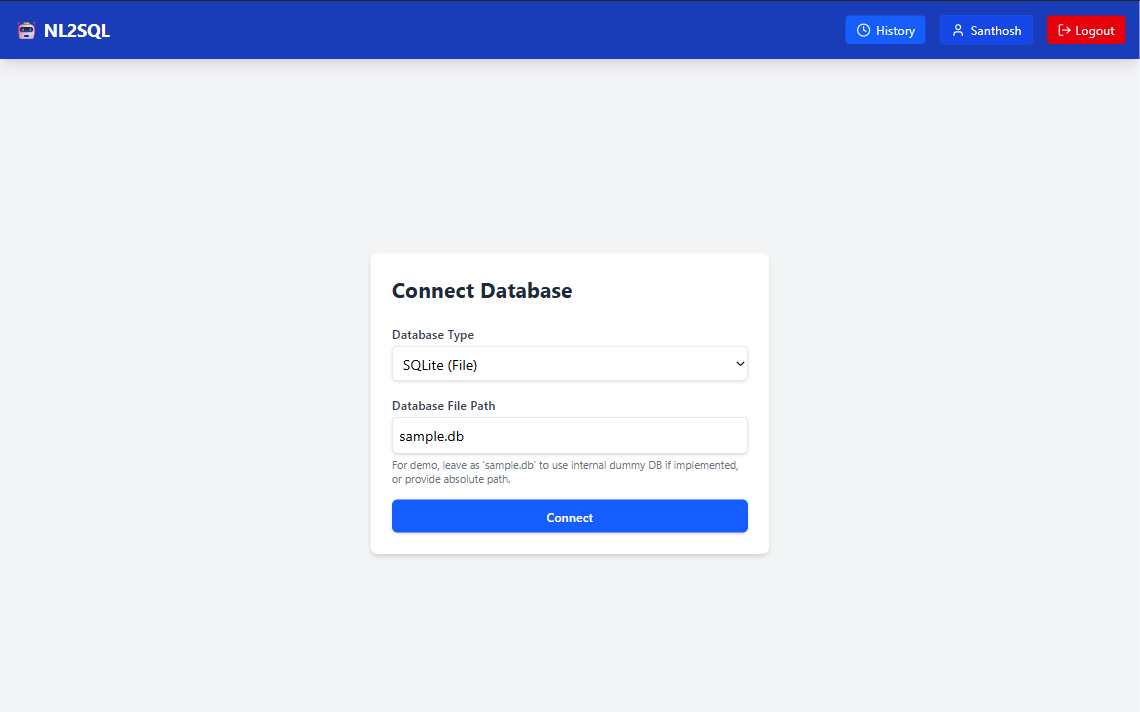 NL2SQL
History
Santhosh
Logout
Connect Database
Database Type
SQLite (File)
Database File Path
sample.db
For demo, leave as 'sample.db' to use internal dummy DB if implemented,
or provide absolute path.
Connect